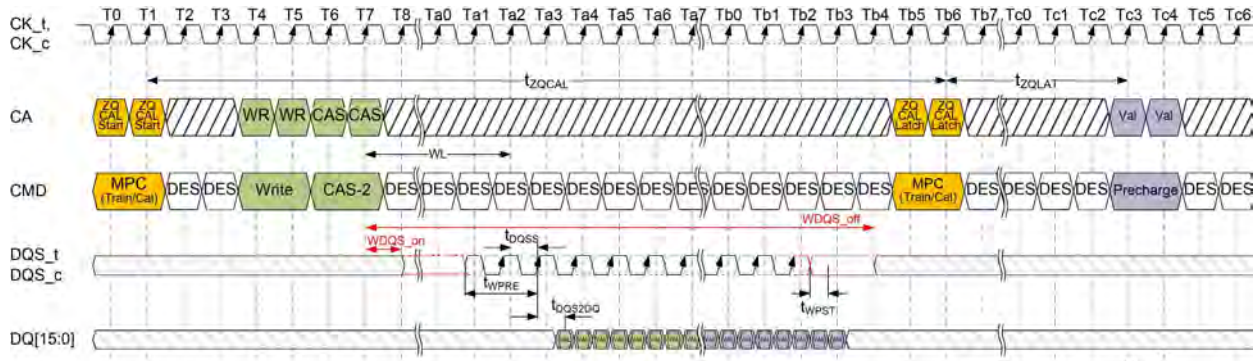 T0 T1 T2 T3 T4 T5 T6 T7 T8 Ta0 Ta1 Ta2 Ta3 Ta4 Ta5 Ta6 Ta7 Tb0 Tb1 Tb2 Tb3 Tb4 Tb5 Tb6 Tb7 Tc0 Tc1 Tc2 Tc3 Tc4 Tc5 Tc6
CK_t,
CK_c
tZQCAL tZQLAT
CA
ZQ CAL Start ZQ CAL Start WR WR CAS CAS ZQ CAL Latch ZQ CAL Latch Val Val
WL
CMD
MPC (Train/Cal) DES DES Write CAS-2 DES DES DES DES DES DES DES DES DES DES DES DES DES DES MPC (Train/Cal) DES DES DES DES Precharge DES DES
WDQS_off
WDQS_on tDQSS
DQS_t
DQS_c
tWPRE tWPST
tDQS2DQ
DQ[15:0]